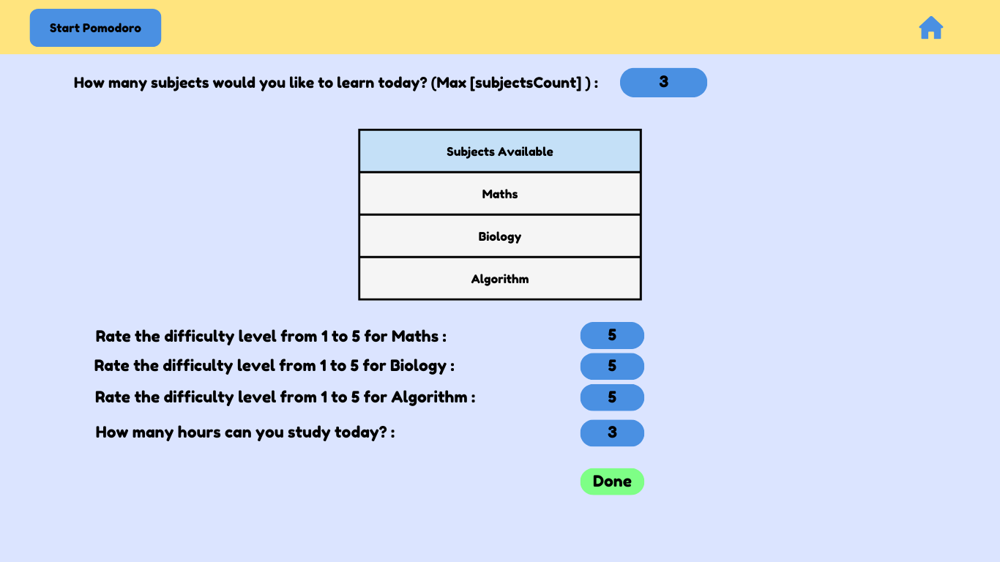 Start Pomodoro
How many subjects would you like to learn today? (Max [subjectsCount] ) : 3
Subjects Available
Maths
Biology
Algorithm
Rate the difficulty level from 1 to 5 for Maths : 5
Rate the difficulty level from 1 to 5 for Biology : 5
Rate the difficulty level from 1 to 5 for Algorithm : 5
How many hours can you study today? : 3
Done